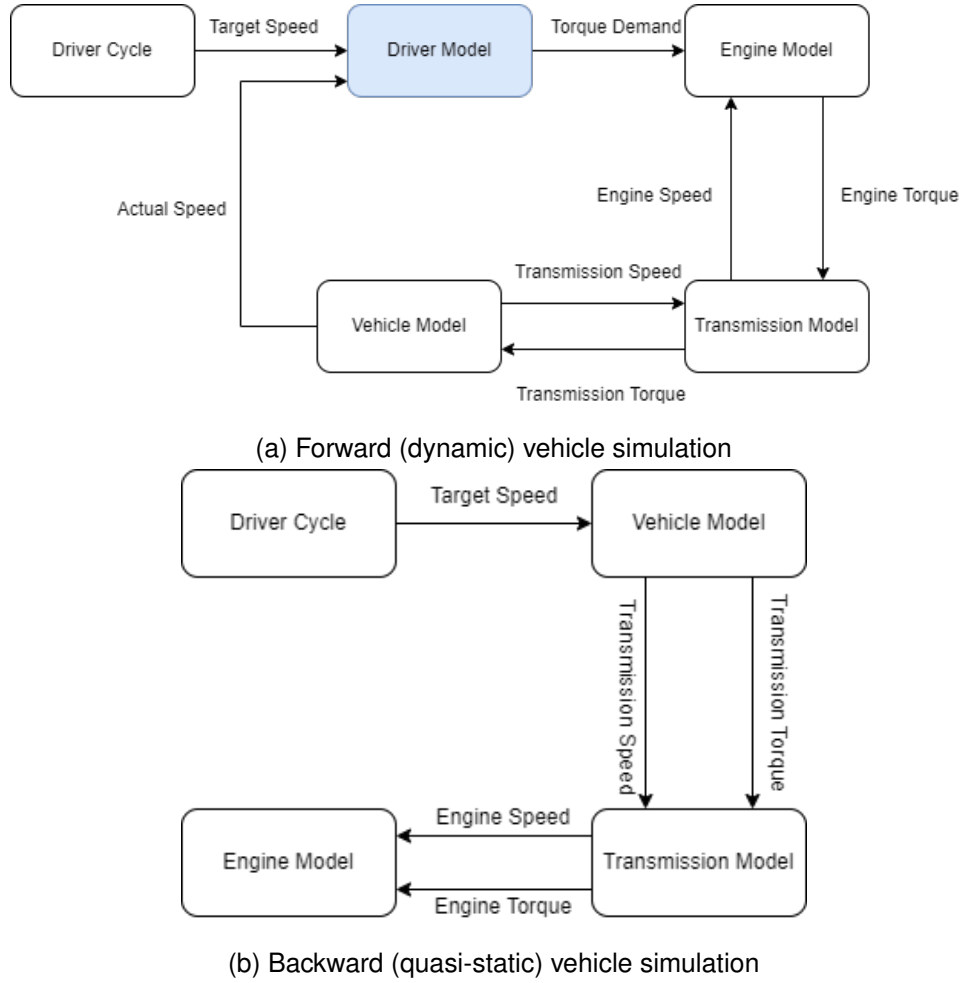 Driver Cycle
Target Speed
Driver Model
Torque Demand
Engine Model
Actual Speed
Engine Speed
Engine Torque
Transmission Speed
Vehicle Model
Transmission Model
Transmission Torque
(a) Forward (dynamic) vehicle simulation
Driver Cycle
Target Speed
Vehicle Model
Transmission Speed
Transmission Torque
Engine Speed
Engine Model
Transmission Model
Engine Torque
(b) Backward (quasi-static) vehicle simulation